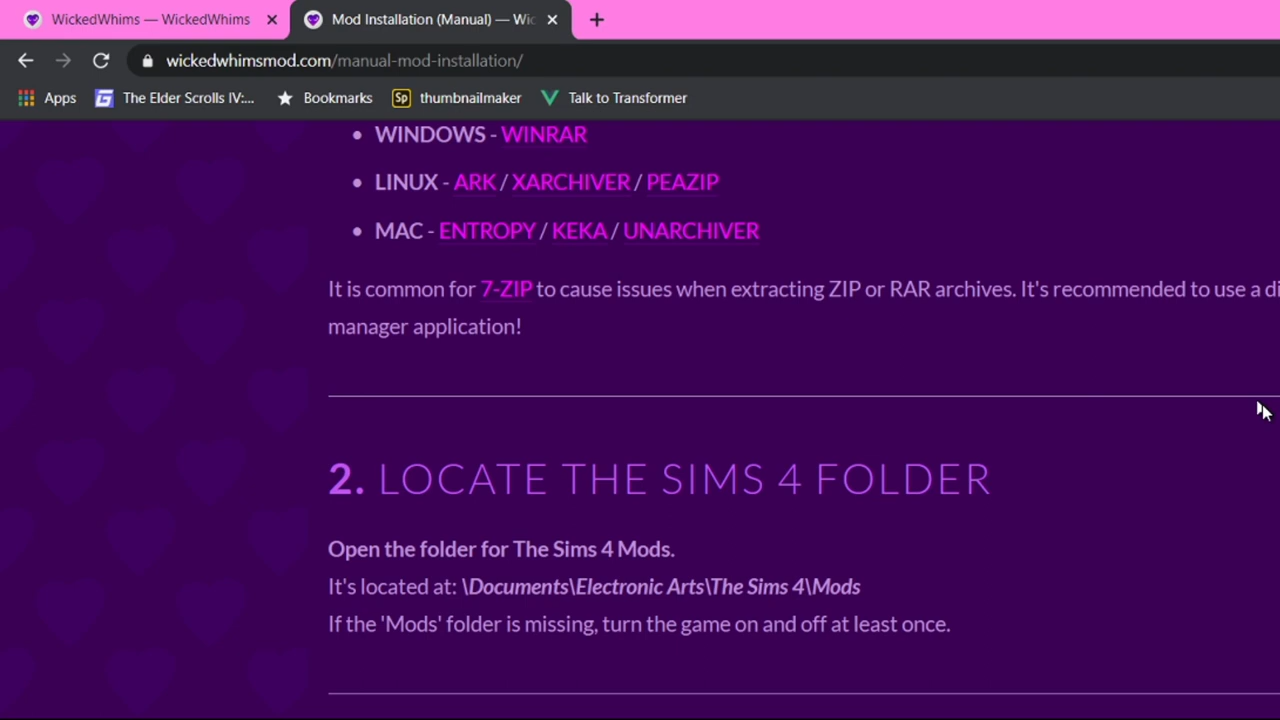 WickedWhims — WickedWhims
Mod Installation (Manual) — Wic
wickedwhimsmod.com/manual-mod-installation/
Apps
The Elder Scrolls IV:...
Bookmarks
Sp thumbnailmaker
Talk to Transformer
• WINDOWS - WINRAR
• LINUX - ARK / XARCHIVER / PEAZIP
• MAC - ENTROPY / KEKA / UNARCHIVER
It is common for 7-ZIP to cause issues when extracting ZIP or RAR archives. It's recommended to use a di
manager application!
2. LOCATE THE SIMS 4 FOLDER
Open the folder for The Sims 4 Mods.
It's located at: \Documents\Electronic Arts\The Sims 4\Mods
If the 'Mods' folder is missing, turn the game on and off at least once.